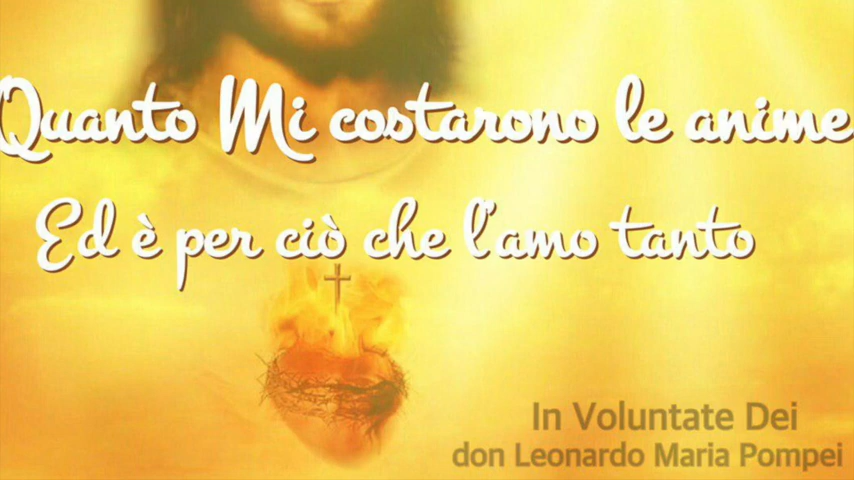 Quanto Mi costarono le anime
Ed è per ciò che l'amo tanto
In Voluntate Dei
don Leonardo Maria Pompei